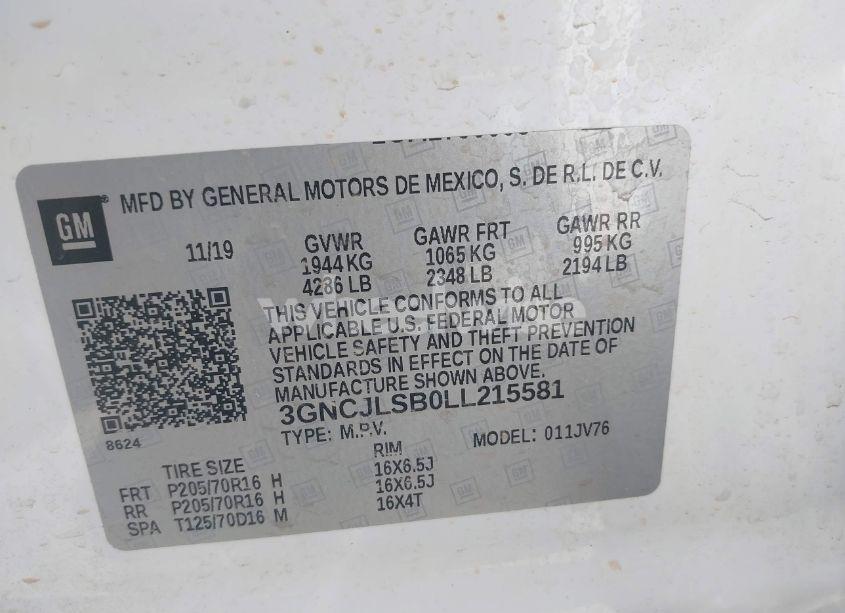 MFD BY GENERAL MOTORS DE MEXICO, S. DE R.L. DE C.V.
GM
11/19
GVWR GAWR FRT GAWR RR
1944 KG 1065 KG 995 KG
4286 LB 2348 LB 2194 LB
THIS VEHICLE CONFORMS TO ALL
APPLICABLE U.S. FEDERAL MOTOR
VEHICLE SAFETY AND THEFT PREVENTION
STANDARDS IN EFFECT ON THE DATE OF
MANUFACTURE SHOWN ABOVE.
3GNCJLSB0LL215581
8624
TYPE: M.P.V. MODEL: 011JV76
TIRE SIZE RIM
FRT P205/70R16 H 16X6.5J
RR P205/70R16 H 16X6.5J
SPA T125/70D16 M 16X4T